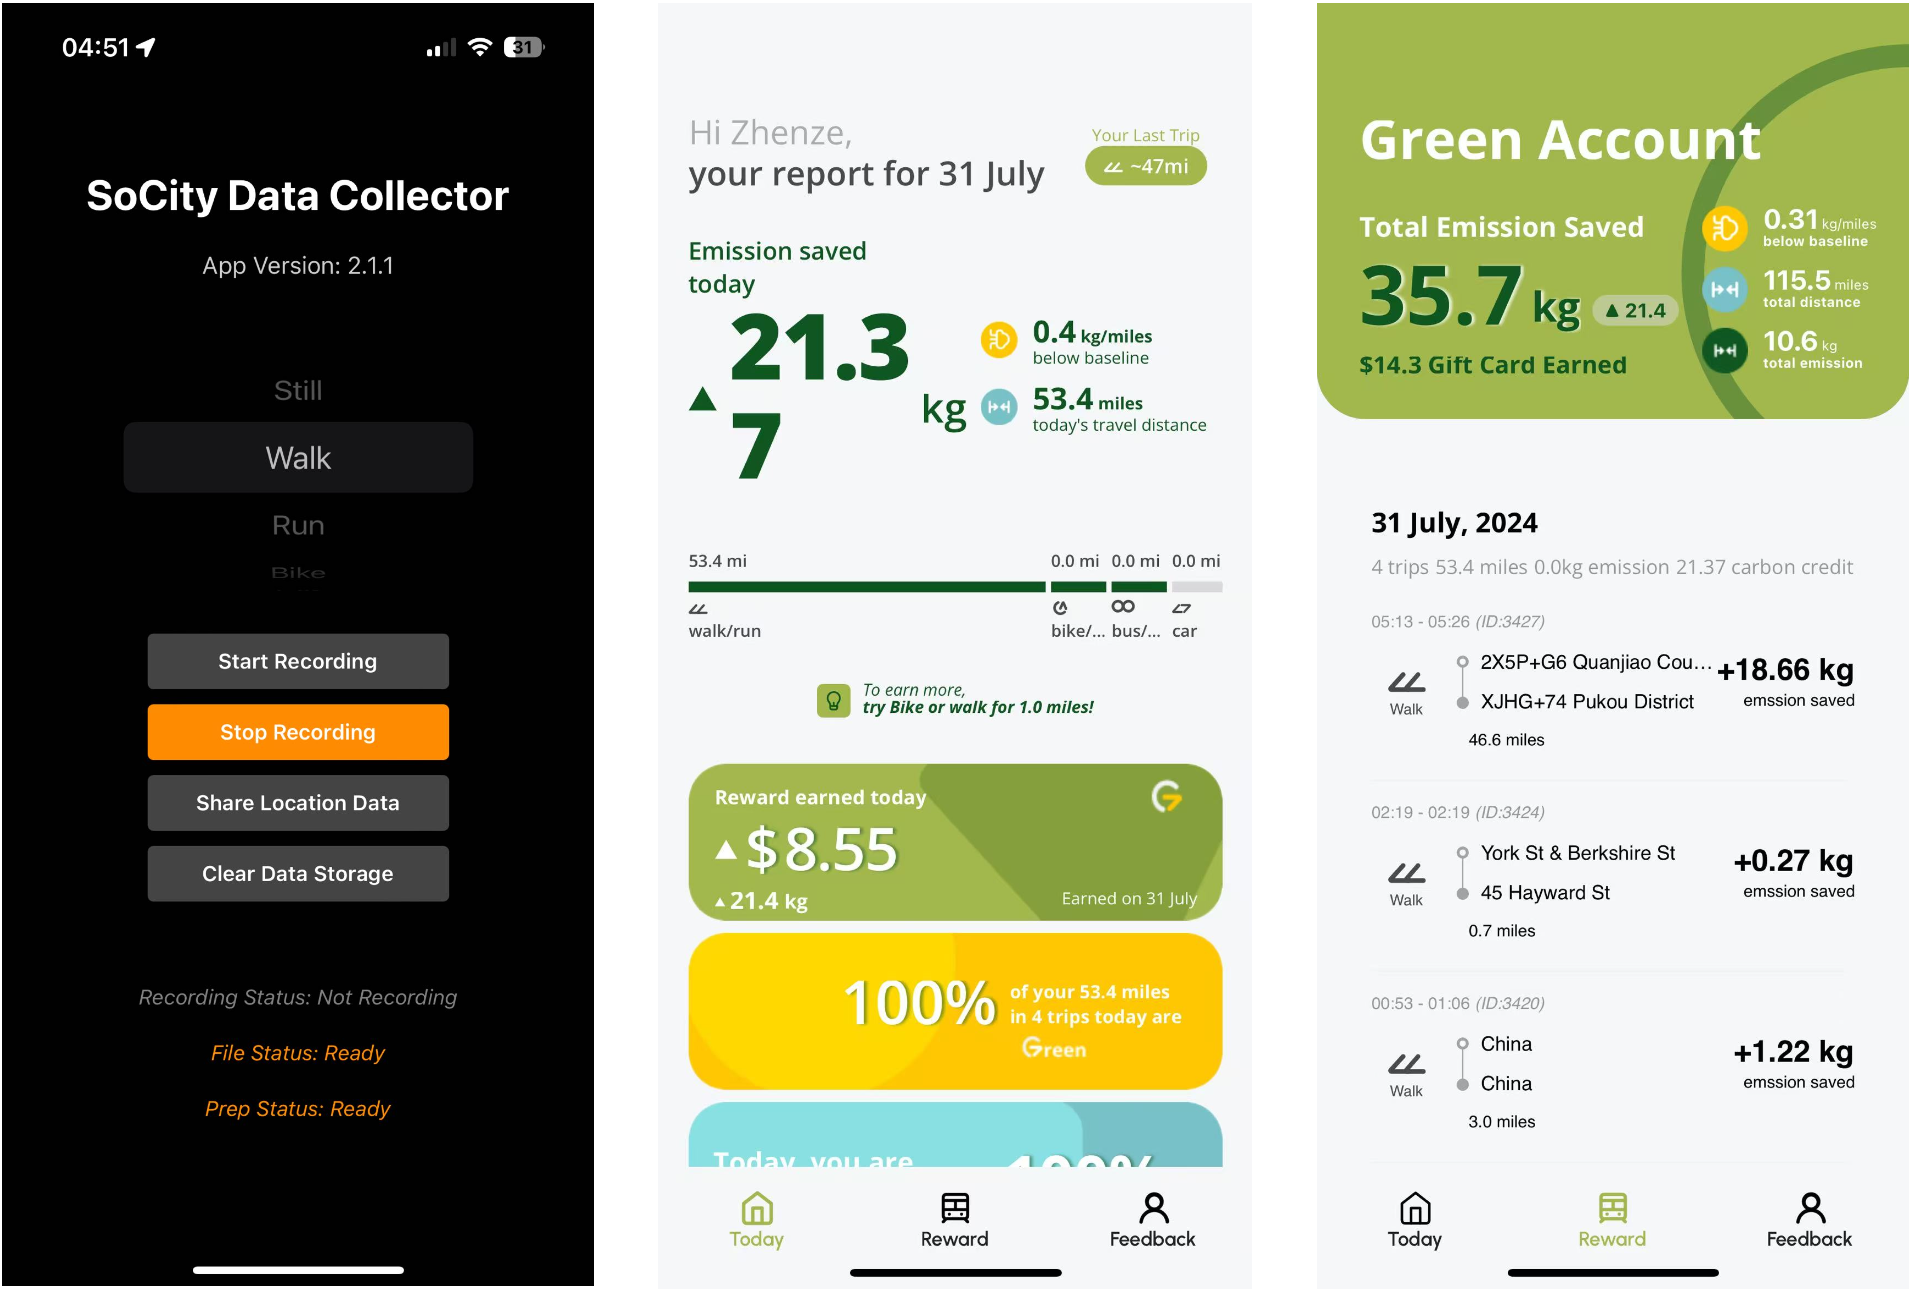 04:51
31
SoCity Data Collector
App Version: 2.1.1
Still
Walk
Run
Bike
Start Recording
Stop Recording
Share Location Data
Clear Data Storage
Recording Status: Not Recording
File Status: Ready
Prep Status: Ready
Hi Zhenze,
your report for 31 July
Your Last Trip
~47mi
Emission saved
today
21.3
7
kg
0.4 kg/miles
below baseline
53.4 miles
today's travel distance
53.4 mi
0.0 mi
0.0 mi
0.0 mi
walk/run
bike/...
bus/...
car
To earn more,
try Bike or walk for 1.0 miles!
Reward earned today
$8.55
21.4 kg
Earned on 31 July
100%
of your 53.4 miles
in 4 trips today are
Green
Today, you are
100%
Today
Reward
Feedback
Green Account
Total Emission Saved
35.7 kg
21.4
$14.3 Gift Card Earned
0.31 kg/miles
below baseline
115.5 miles
total distance
10.6 kg
total emission
31 July, 2024
4 trips 53.4 miles 0.0kg emission 21.37 carbon credit
05:13 - 05:26 (ID:3427)
Walk
2X5P+G6 Quanjiao Cou...
XJHG+74 Pukou District
46.6 miles
+18.66 kg
emssion saved
02:19 - 02:19 (ID:3424)
Walk
York St & Berkshire St
45 Hayward St
0.7 miles
+0.27 kg
emssion saved
00:53 - 01:06 (ID:3420)
Walk
China
China
3.0 miles
+1.22 kg
emssion saved
Today
Reward
Feedback